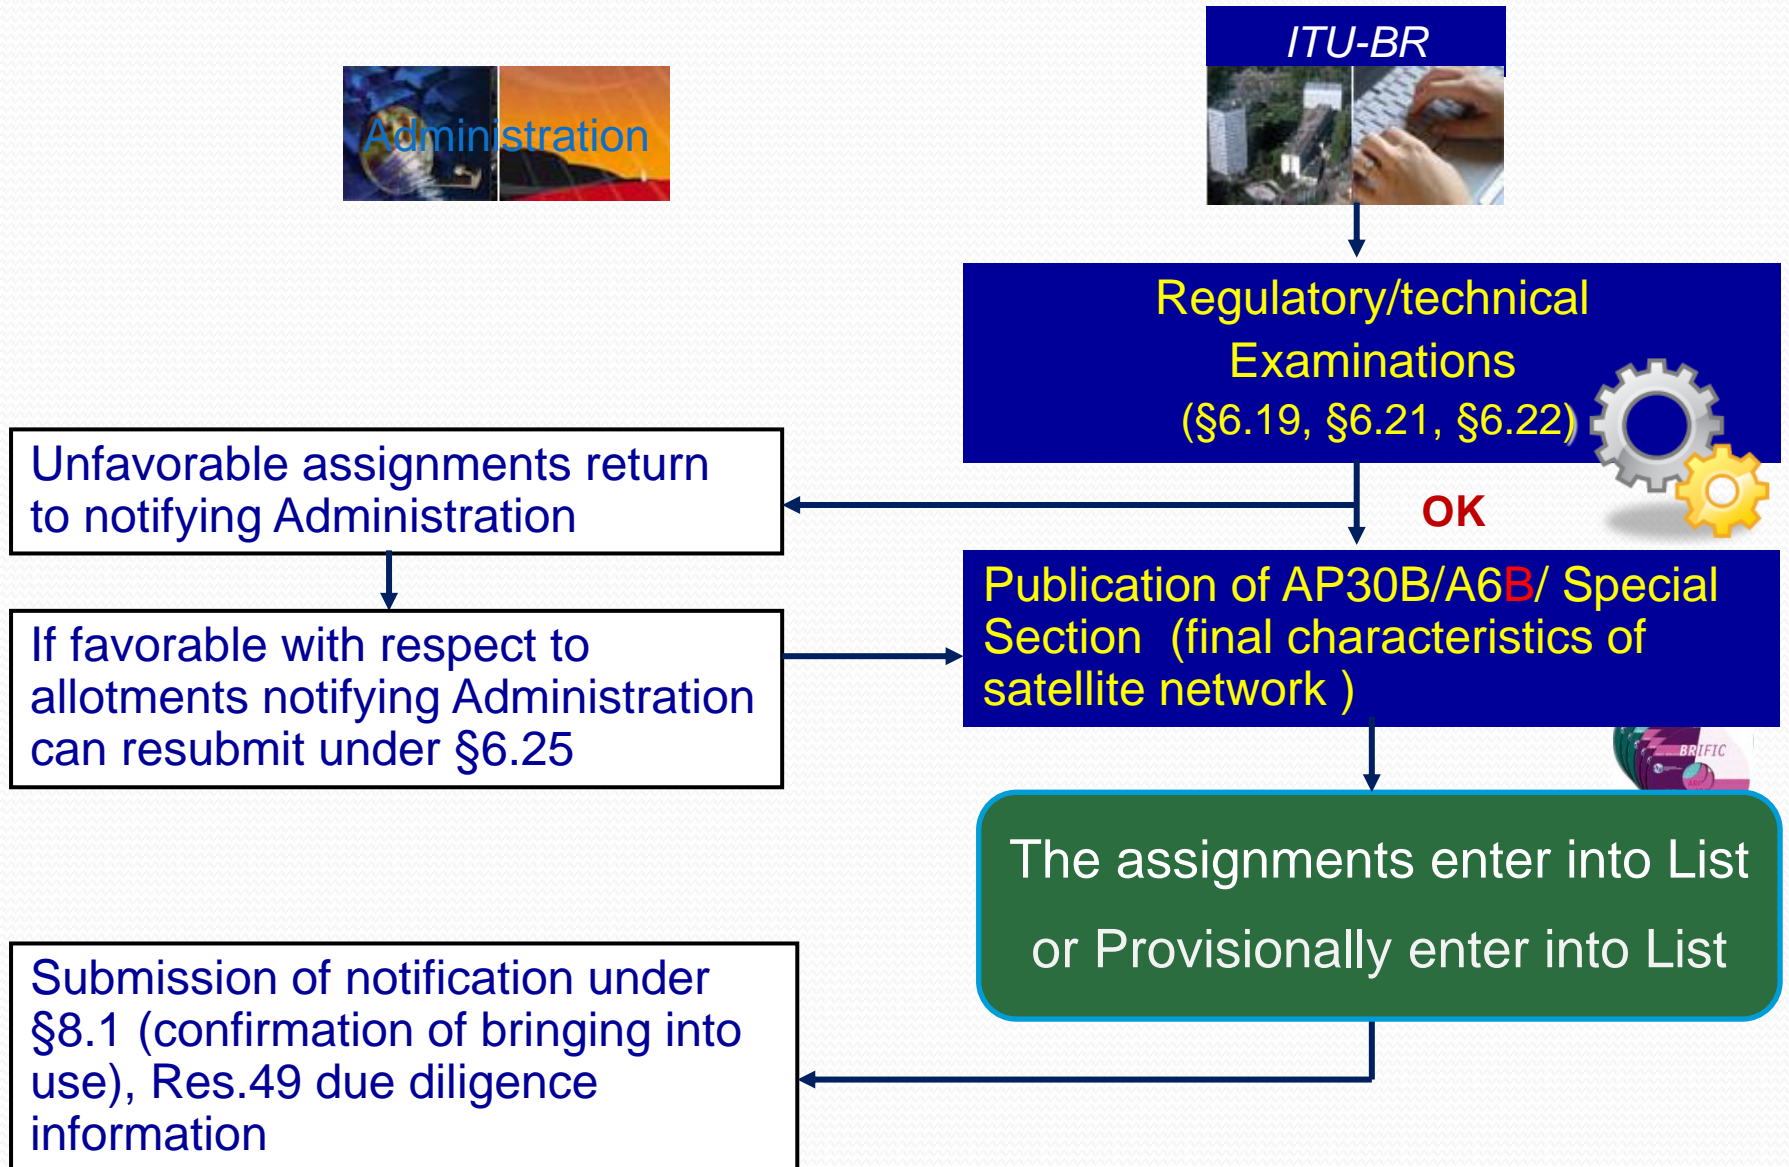 ITU-BR
Administration
Regulatory/technical
Examinations
(§6.19, §6.21, §6.22)
Unfavorable assignments return
to notifying Administration
OK
Publication of AP30B/A6B/ Special
Section (final characteristics of
satellite network )
If favorable with respect to
allotments notifying Administration
can resubmit under §6.25
BRIFIC
The assignments enter into List
or Provisionally enter into List
Submission of notification under
§8.1 (confirmation of bringing into
use), Res.49 due diligence
information